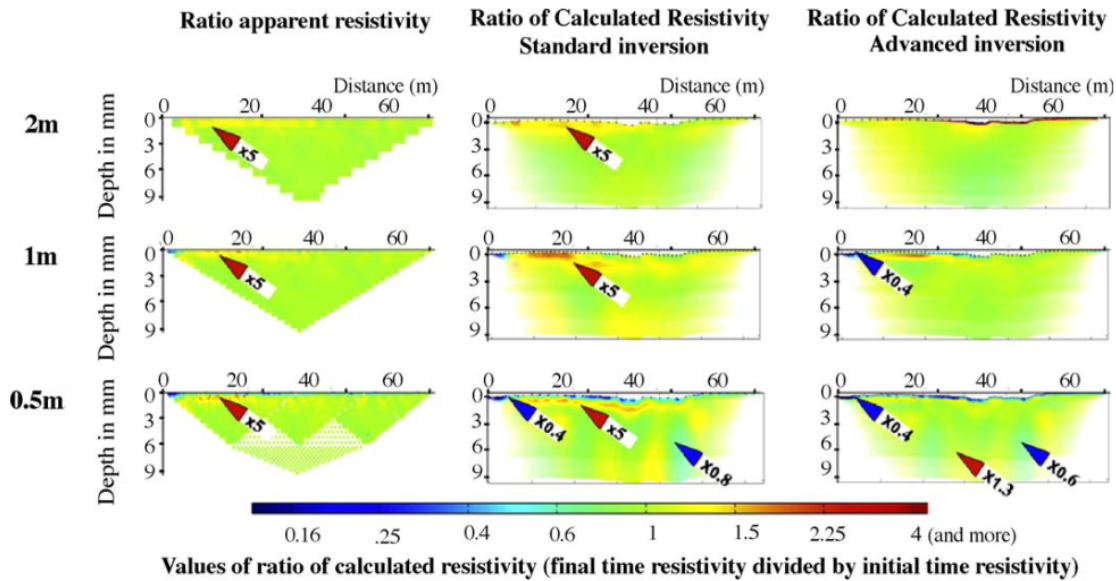 Ratio apparent resistivity
Ratio of Calculated Resistivity
Standard inversion
Ratio of Calculated Resistivity
Advanced inversion
Distance (m)
Distance (m)
Distance (m)
2m
Depth in mm
0 20 40 60
0
3
6
9
x5
0 20 40 60
0
3
6
9
x5
0 20 40 60
0
3
6
9
1m
Depth in mm
0 20 40 60
0
3
6
9
x5
0 20 40 60
0
3
6
9
x5
0 20 40 60
0
3
6
9
X0.4
0.5m
Depth in mm
0 20 40 60
0
3
6
9
x5
0 20 40 60
0
3
6
9
X0.4
x5
X0.8
0 20 40 60
0
3
6
9
X0.4
X1.3
X0.6
0.16 .25 0.4 0.6 1 1.5 2.25 4 (and more)
Values of ratio of calculated resistivity (final time resistivity divided by initial time resistivity)